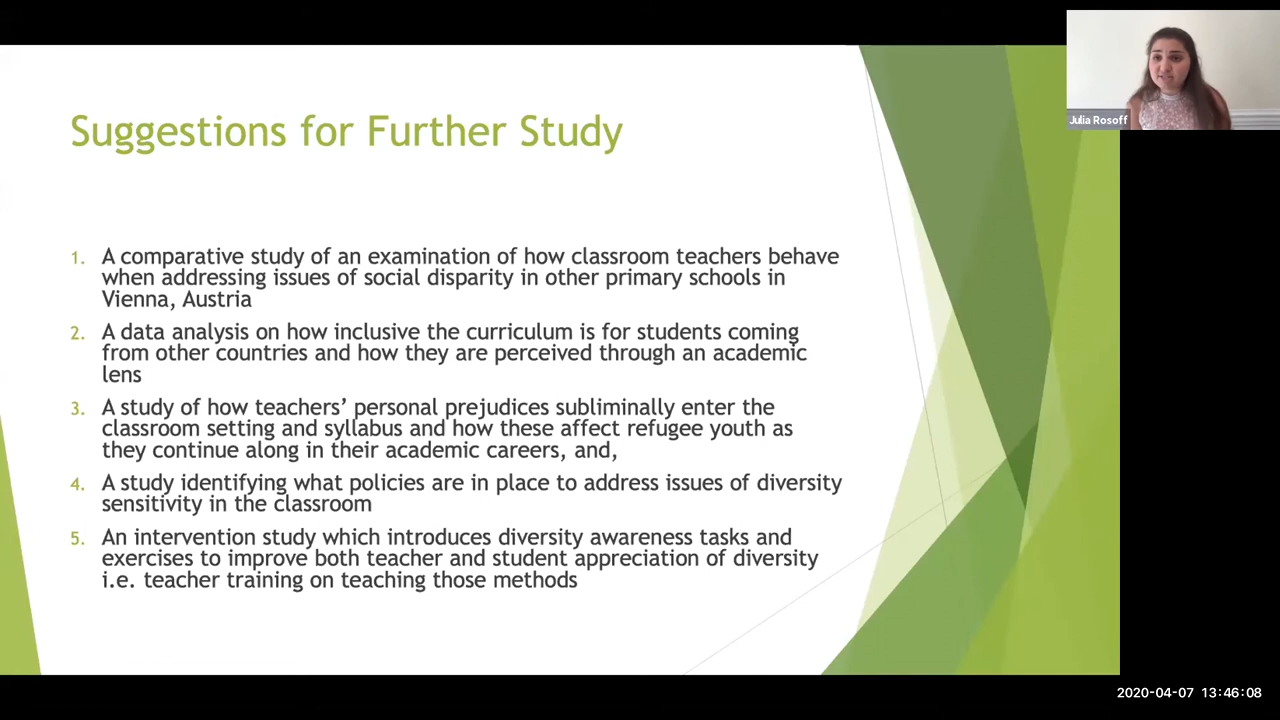 Suggestions for Further Study
1. A comparative study of an examination of how classroom teachers behave
when addressing issues of social disparity in other primary schools in
Vienna, Austria
2. A data analysis on how inclusive the curriculum is for students coming
from other countries and how they are perceived through an academic
lens
3. A study of how teachers’ personal prejudices subliminally enter the
classroom setting and syllabus and how these affect refugee youth as
they continue along in their academic careers, and,
4. A study identifying what policies are in place to address issues of diversity
sensitivity in the classroom
5. An intervention study which introduces diversity awareness tasks and
exercises to improve both teacher and student appreciation of diversity
i.e. teacher training on teaching those methods
Julia Rosoff
2020-04-07 13:46:08